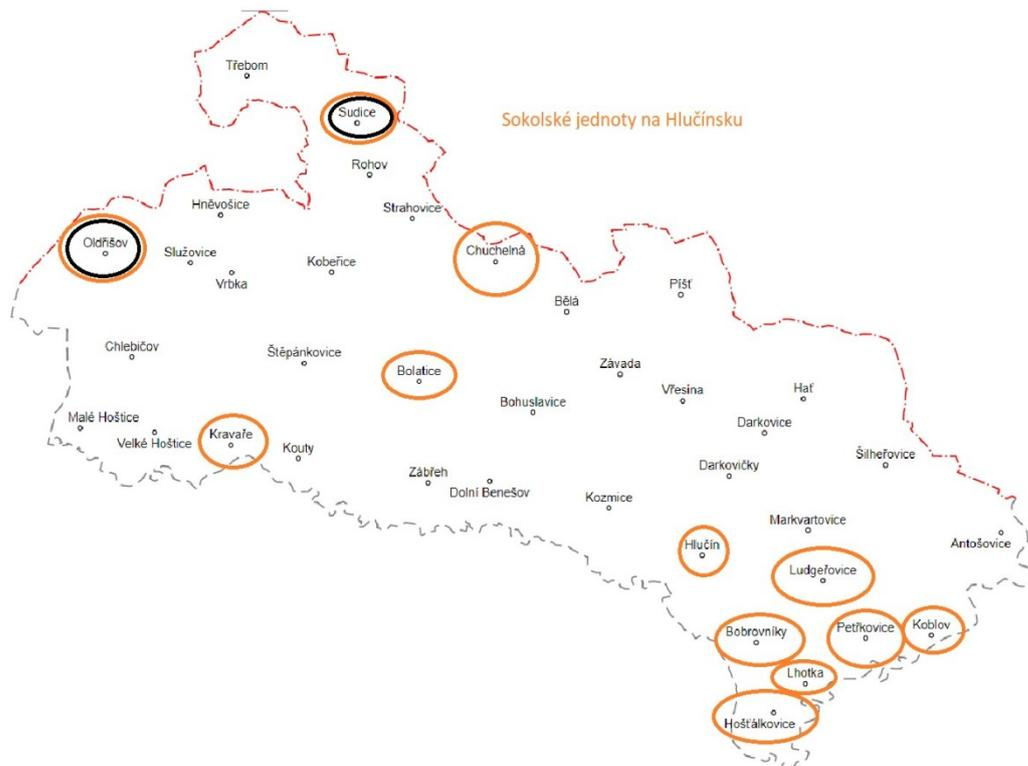 Třebom
Sudice
Sokolské jednoty na Hlučínsku
Rohov
Hněvošice
Strahovice
Oldřišov
Služovice
Vrbka
Kobeřice
Chuchelná
Bělá
Píšť
Chlebičov
Štěpánkovice
Bolatice
Závada
Vřesina
Hať
Bohuslavice
Malé Hoštice
Velké Hoštice
Kravaře
Kouty
Darkovice
Šilheřovice
Zábřeh
Dolní Benešov
Darkovičky
Kozmice
Markvartovice
Antošovice
Hlučín
Ludgeřovice
Bobrovníky
Petřkovice
Koblov
Lhotka
Hošťálkovice